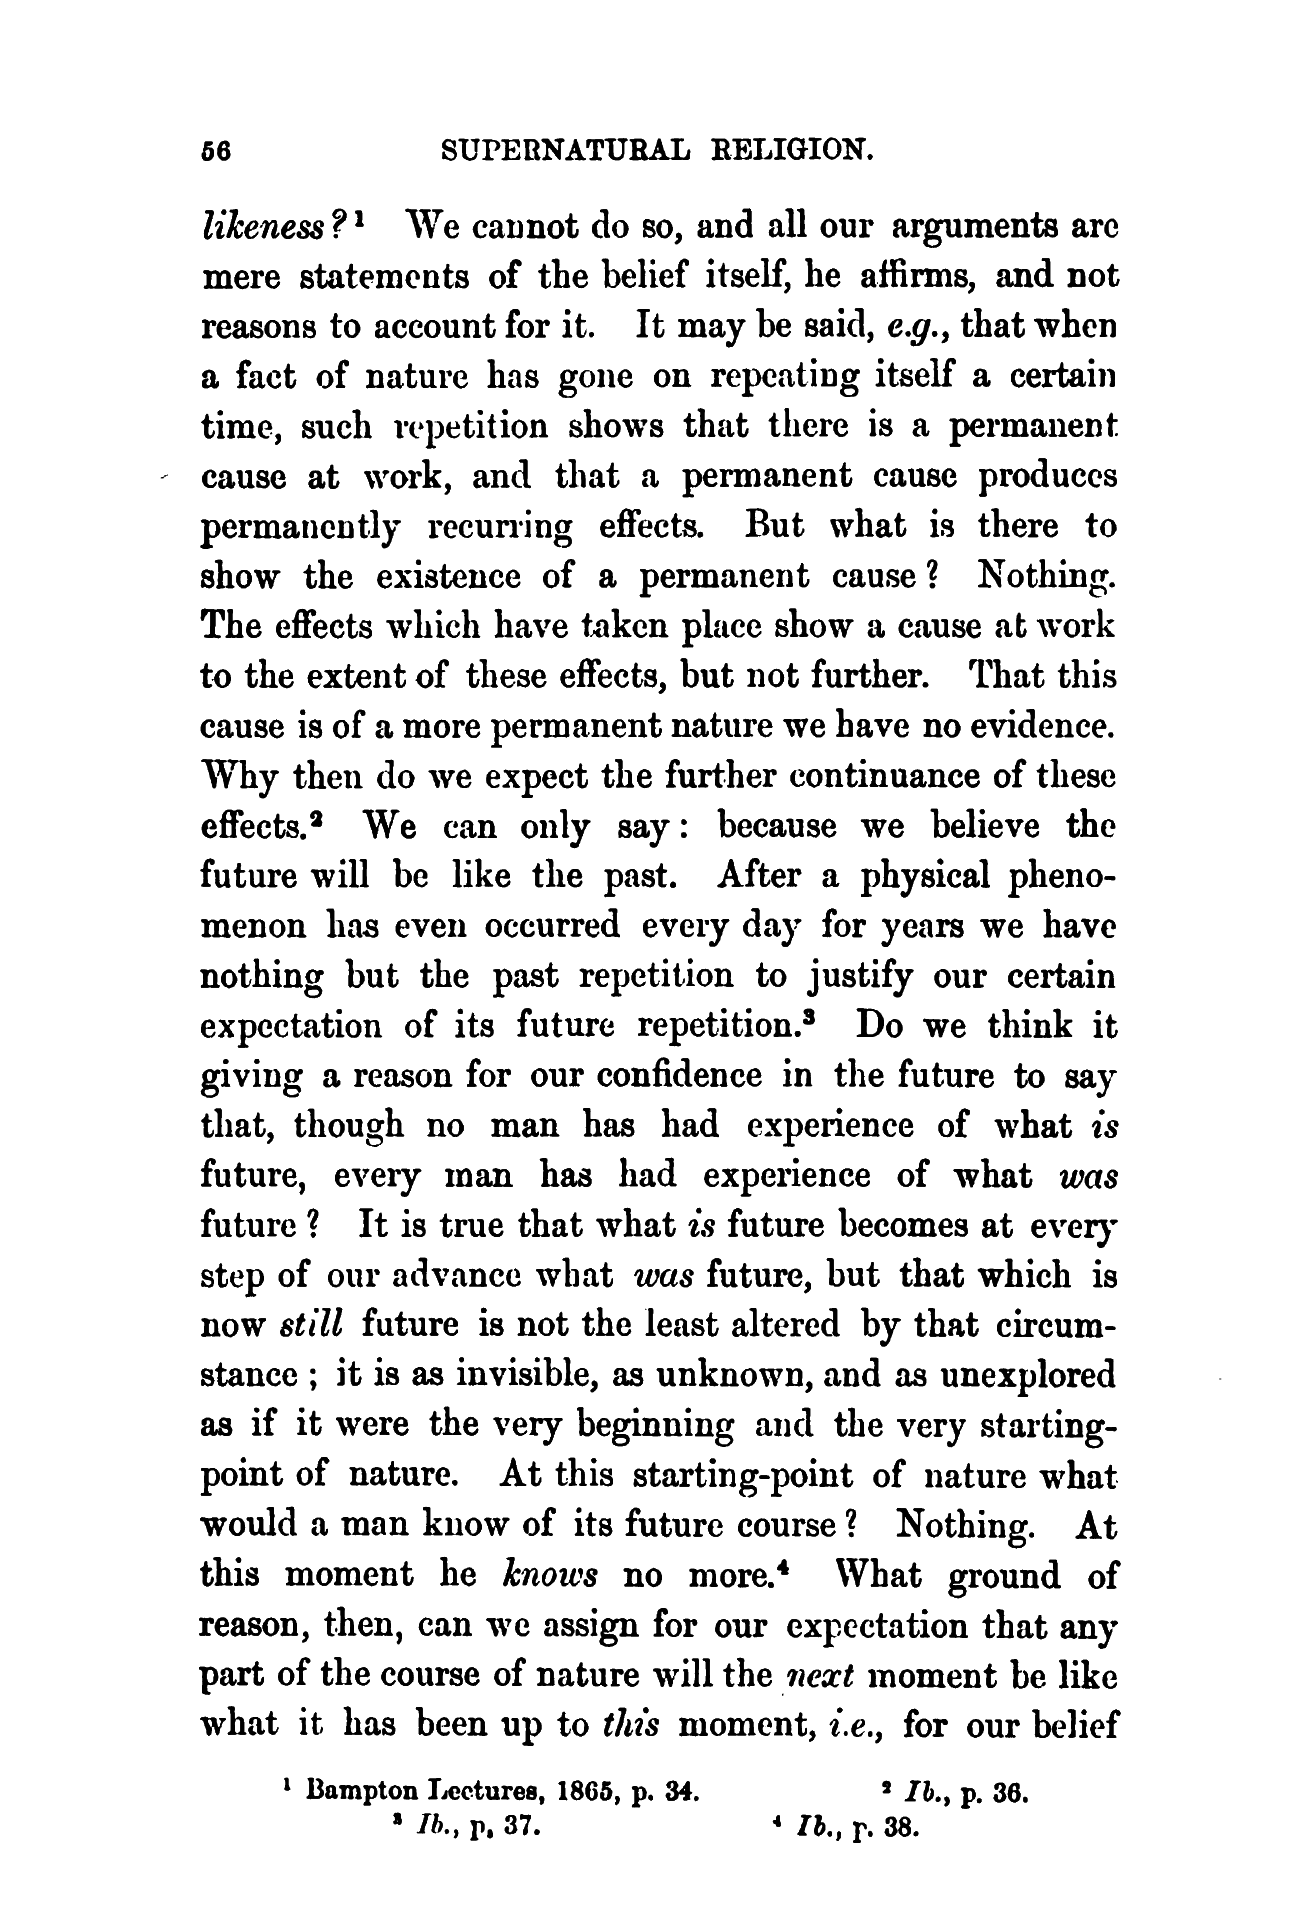 56 SUPERNATURAL RELIGION.
likeness?¹ We cannot do so, and all our arguments are
mere statements of the belief itself, he affirms, and not
reasons to account for it. It may be said, e.g., that when
a fact of nature has gone on repeating itself a certain
time, such repetition shows that there is a permanent
cause at work, and that a permanent cause produces
permanently recurring effects. But what is there to
show the existence of a permanent cause? Nothing.
The effects which have taken place show a cause at work
to the extent of these effects, but not further. That this
cause is of a more permanent nature we have no evidence.
Why then do we expect the further continuance of these
effects.² We can only say: because we believe the
future will be like the past. After a physical pheno-
menon has even occurred every day for years we have
nothing but the past repetition to justify our certain
expectation of its future repetition.³ Do we think it
giving a reason for our confidence in the future to say
that, though no man has had experience of what is
future, every man has had experience of what was
future? It is true that what is future becomes at every
step of our advance what was future, but that which is
now still future is not the least altered by that circum-
stance; it is as invisible, as unknown, and as unexplored
as if it were the very beginning and the very starting-
point of nature. At this starting-point of nature what
would a man know of its future course? Nothing. At
this moment he knows no more.⁴ What ground of
reason, then, can we assign for our expectation that any
part of the course of nature will the next moment be like
what it has been up to this moment, i.e., for our belief
¹ Bampton Lectures, 1865, p. 34. ² Ib., p. 36.
³ Ib., p. 37. ⁴ Ib., p. 38.